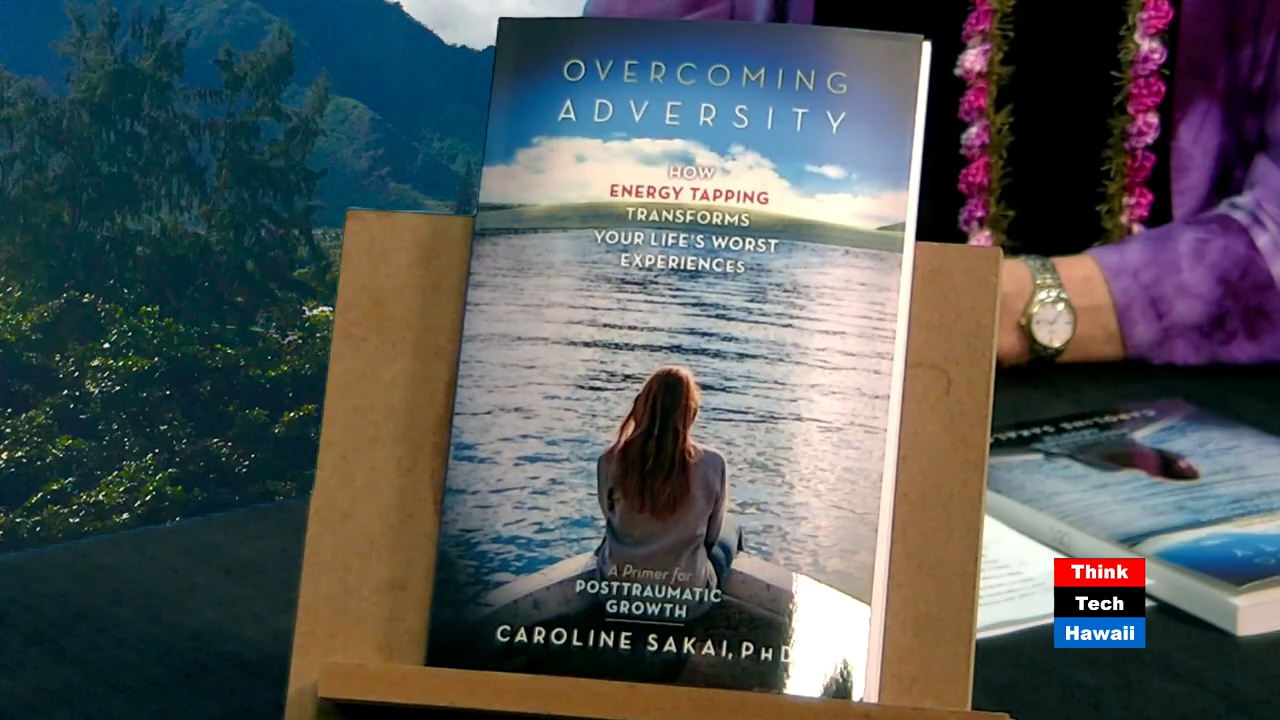 OVERCOMING
ADVERSITY
HOW
ENERGY TAPPING
TRANSFORMS
YOUR LIFE'S WORST
EXPERIENCES
A Primer for
POSTTRAUMATIC
GROWTH
CAROLINE SAKAI, PHD
Think
Tech
Hawaii